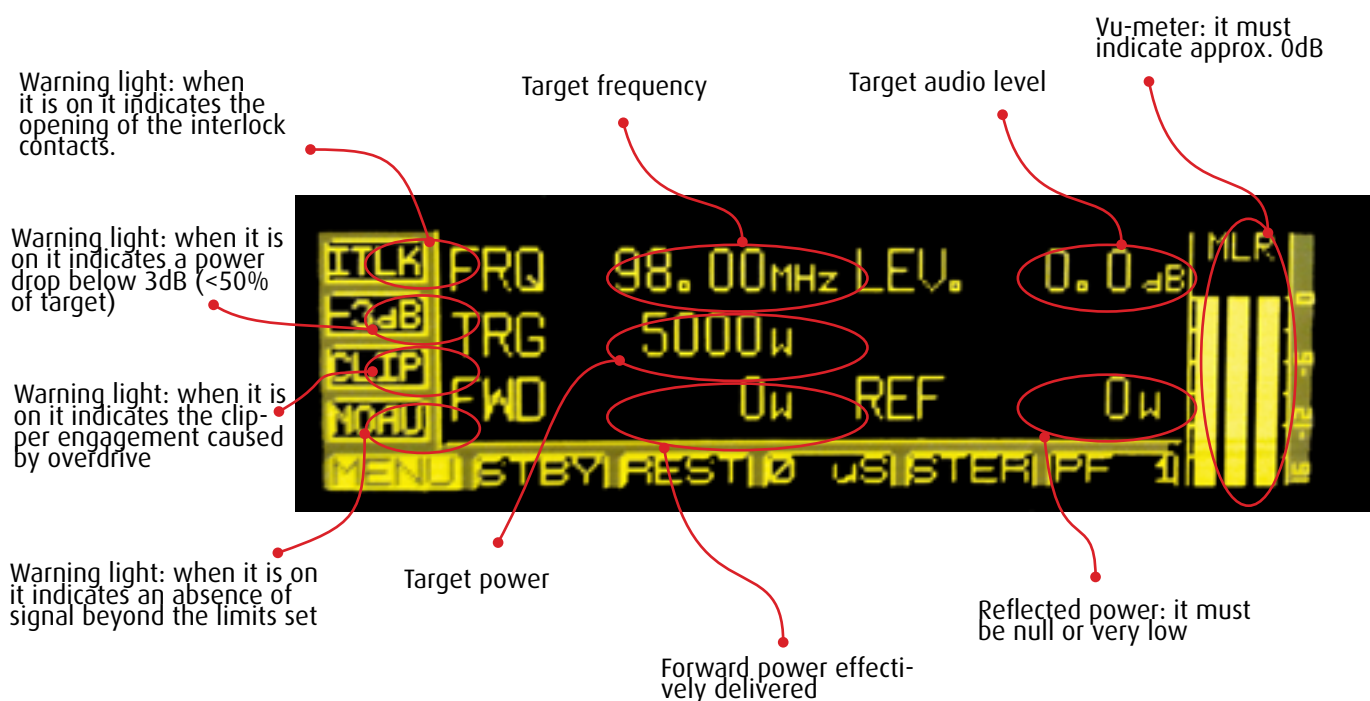 Vu-meter: it must
indicate approx. 0dB
Warning light: when
it is on it indicates the
opening of the interlock
contacts.
Target frequency
Target audio level
Warning light: when it is
on it indicates a power
drop below 3dB (<50%
of target)
Warning light: when it is
on it indicates the clip-
per engagement caused
by overdrive
Warning light: when it is on
it indicates an absence of
signal beyond the limits set
ITLK FRQ 98.00MHz LEV. 0.0dB MLR
-3dB TRG 5000W
CLIP
NOAU FWD 0W REF 0W
MENU STBY REST 0 uS STER PF 1
0
-6
-12
Target power
Forward power effecti-
vely delivered
Reflected power: it must
be null or very low